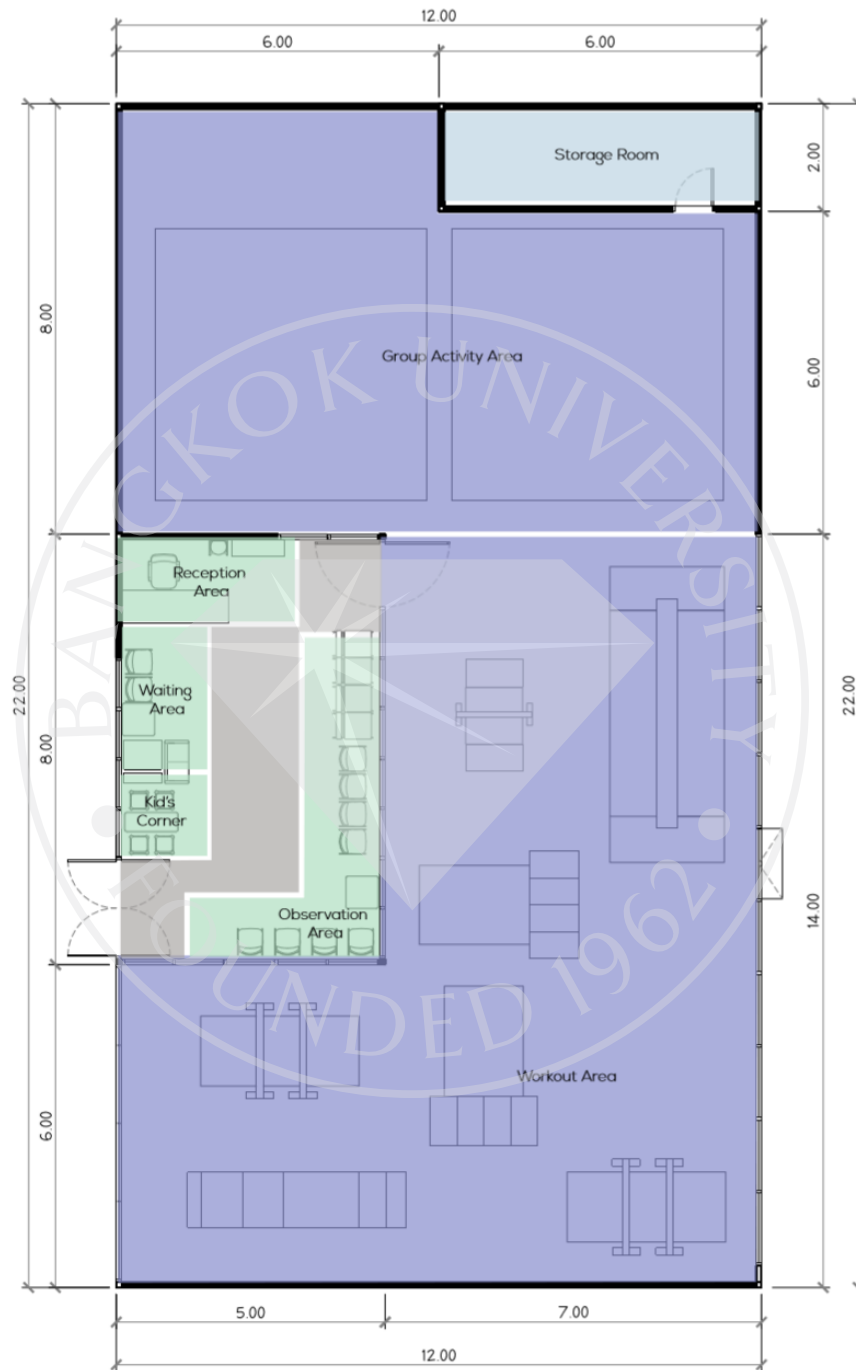 12.00
6.00
6.00
Storage Room
2.00
8.00
Group Activity Area
6.00
BANGKOK UNIVERSITY
Reception
Area
22.00
Waiting
Area
22.00
8.00
Kid's
Corner
14.00
Observation
Area
FOUNDED 1962
Workout Area
6.00
5.00
7.00
12.00